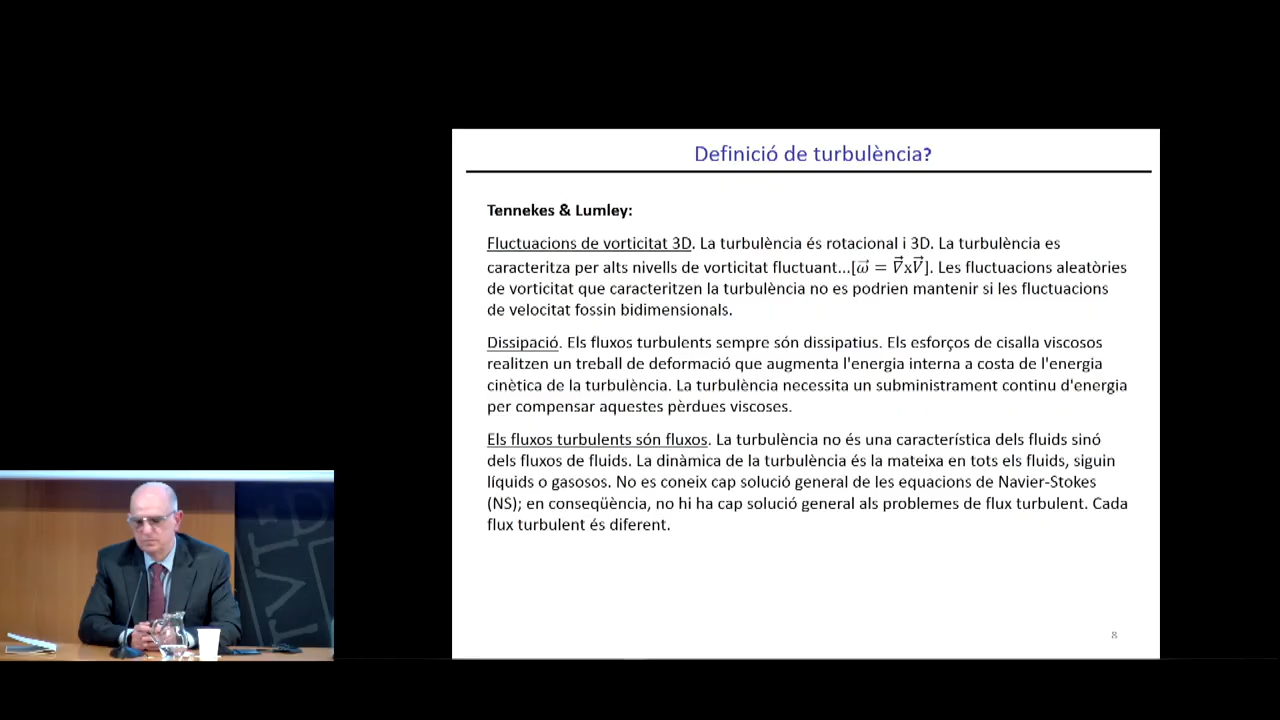 Definició de turbulència?
Tennekes & Lumley:
Fluctuacions de vorticitat 3D. La turbulència és rotacional i 3D. La turbulència es
caracteritza per alts nivells de vorticitat fluctuant...[ω⃗ = ∇⃗xV⃗]. Les fluctuacions aleatòries
de vorticitat que caracteritzen la turbulència no es podrien mantenir si les fluctuacions
de velocitat fossin bidimensionals.
Dissipació. Els fluxos turbulents sempre són dissipatius. Els esforços de cisalla viscosos
realitzen un treball de deformació que augmenta l'energia interna a costa de l'energia
cinètica de la turbulència. La turbulència necessita un subministrament continu d'energia
per compensar aquestes pèrdues viscoses.
Els fluxos turbulents són fluxos. La turbulència no és una característica dels fluids sinó
dels fluxos de fluids. La dinàmica de la turbulència és la mateixa en tots els fluids, siguin
líquids o gasosos. No es coneix cap solució general de les equacions de Navier-Stokes
(NS); en conseqüència, no hi ha cap solució general als problemes de flux turbulent. Cada
flux turbulent és diferent.
8